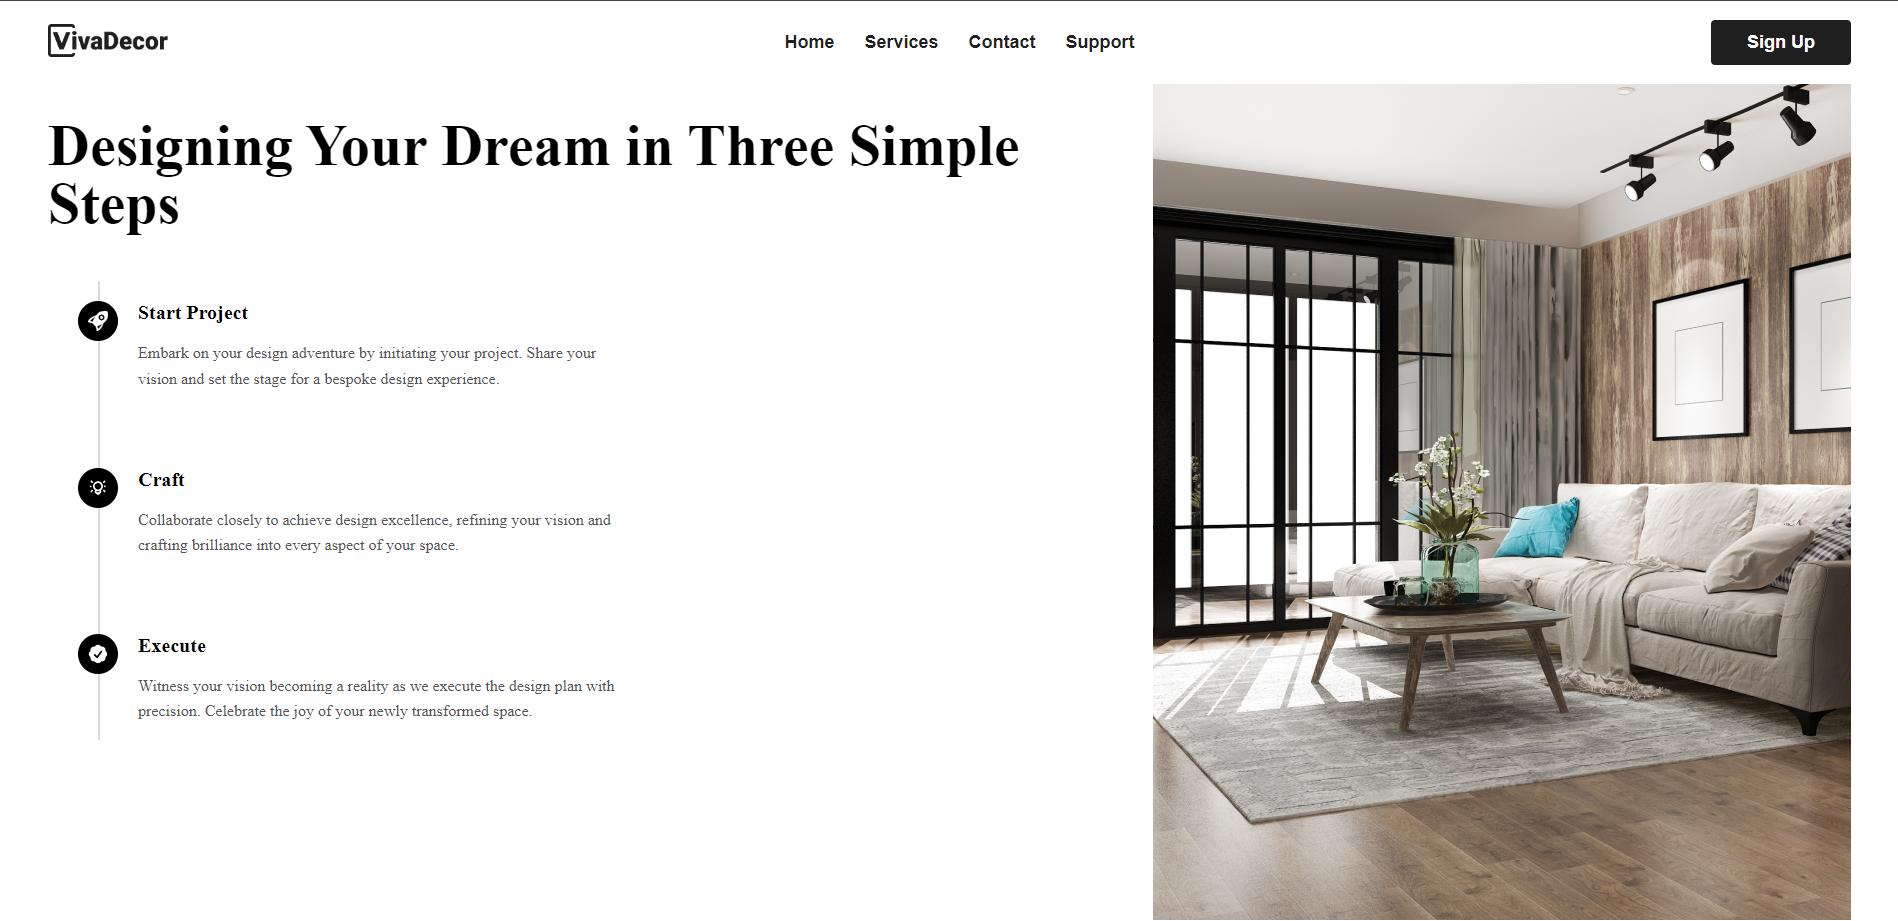 VivaDecor
Home Services Contact Support
Sign Up
Designing Your Dream in Three Simple
Steps
Start Project
Embark on your design adventure by initiating your project. Share your
vision and set the stage for a bespoke design experience.
Craft
Collaborate closely to achieve design excellence, refining your vision and
crafting brilliance into every aspect of your space.
Execute
Witness your vision becoming a reality as we execute the design plan with
precision. Celebrate the joy of your newly transformed space.